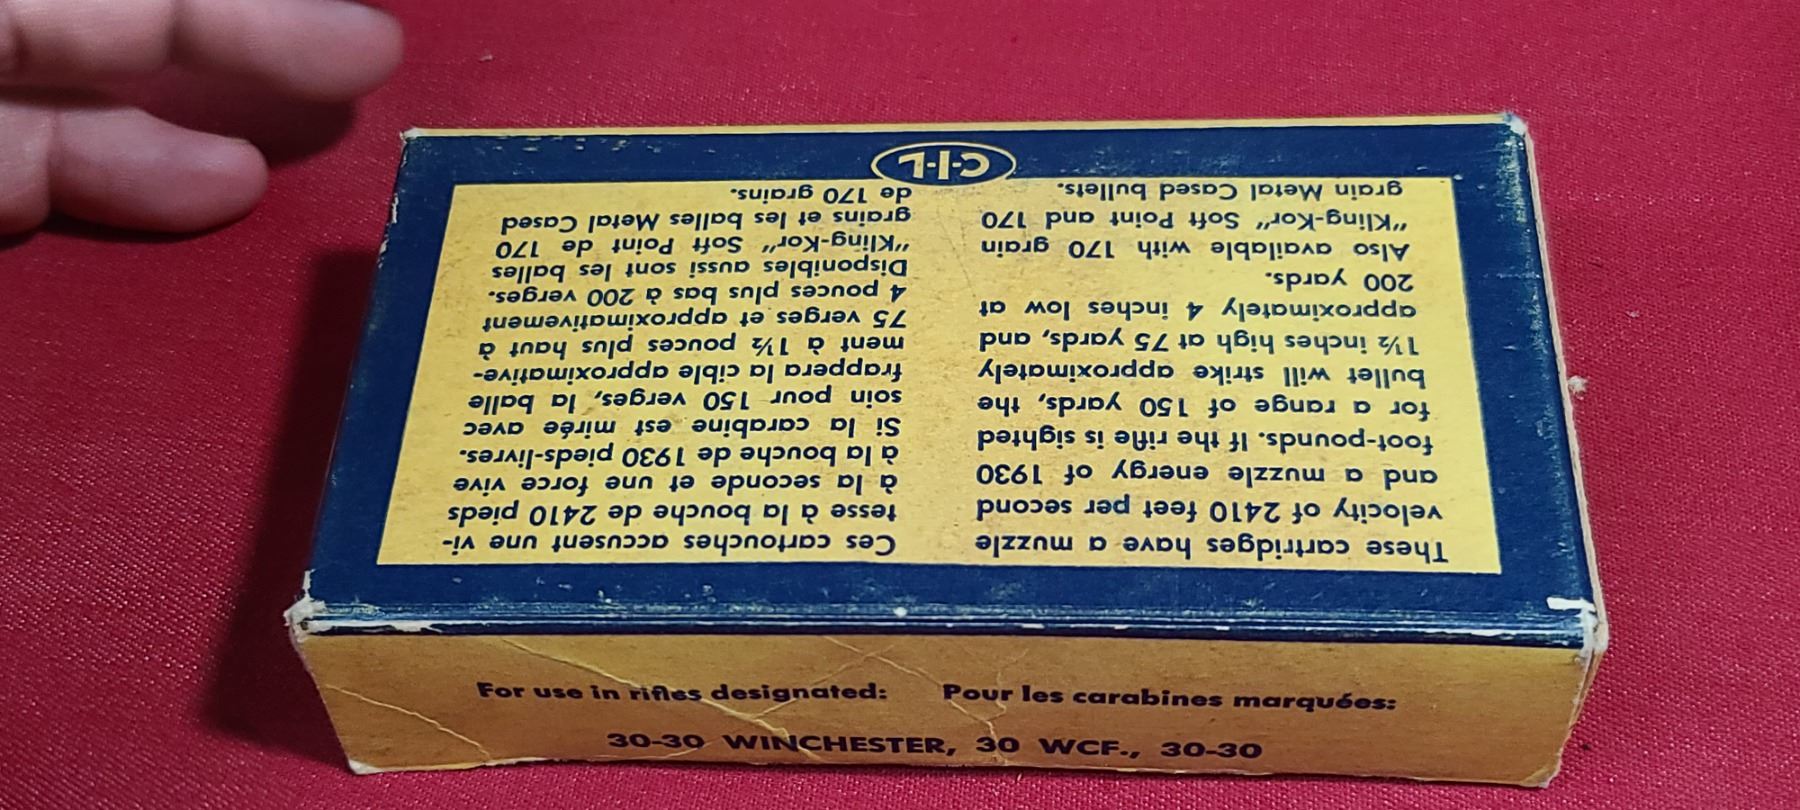 These cartridges have a muzzle
velocity of 2410 feet per second
and a muzzle energy of 1930
foot-pounds. If the rifle is sighted
for a range of 150 yards, the
bullet will strike approximately
1½ inches high at 75 yards, and
approximately 4 inches low at
200 yards.
Also available with 170 grain
"Kling-Kor" Soft Point and 170
grain Metal Cased bullets.
Ces cartouches accusent une vi-
tesse à la bouche de 2410 pieds
à la seconde et une force vive
à la bouche de 1930 pieds-livres.
Si la carabine est mirée avec
soin pour 150 verges, la balle
frappera la cible approximative-
ment à 1½ pouces plus haut à
75 verges et approximativement
4 pouces plus bas à 200 verges.
Disponibles aussi sont les balles
"Kling-Kor" Soft Point de 170
grains et les balles Metal Cased
de 170 grains.
C-I-L
For use in rifles designated:
Pour les carabines marquées:
30-30 WINCHESTER, 30 WCF., 30-30